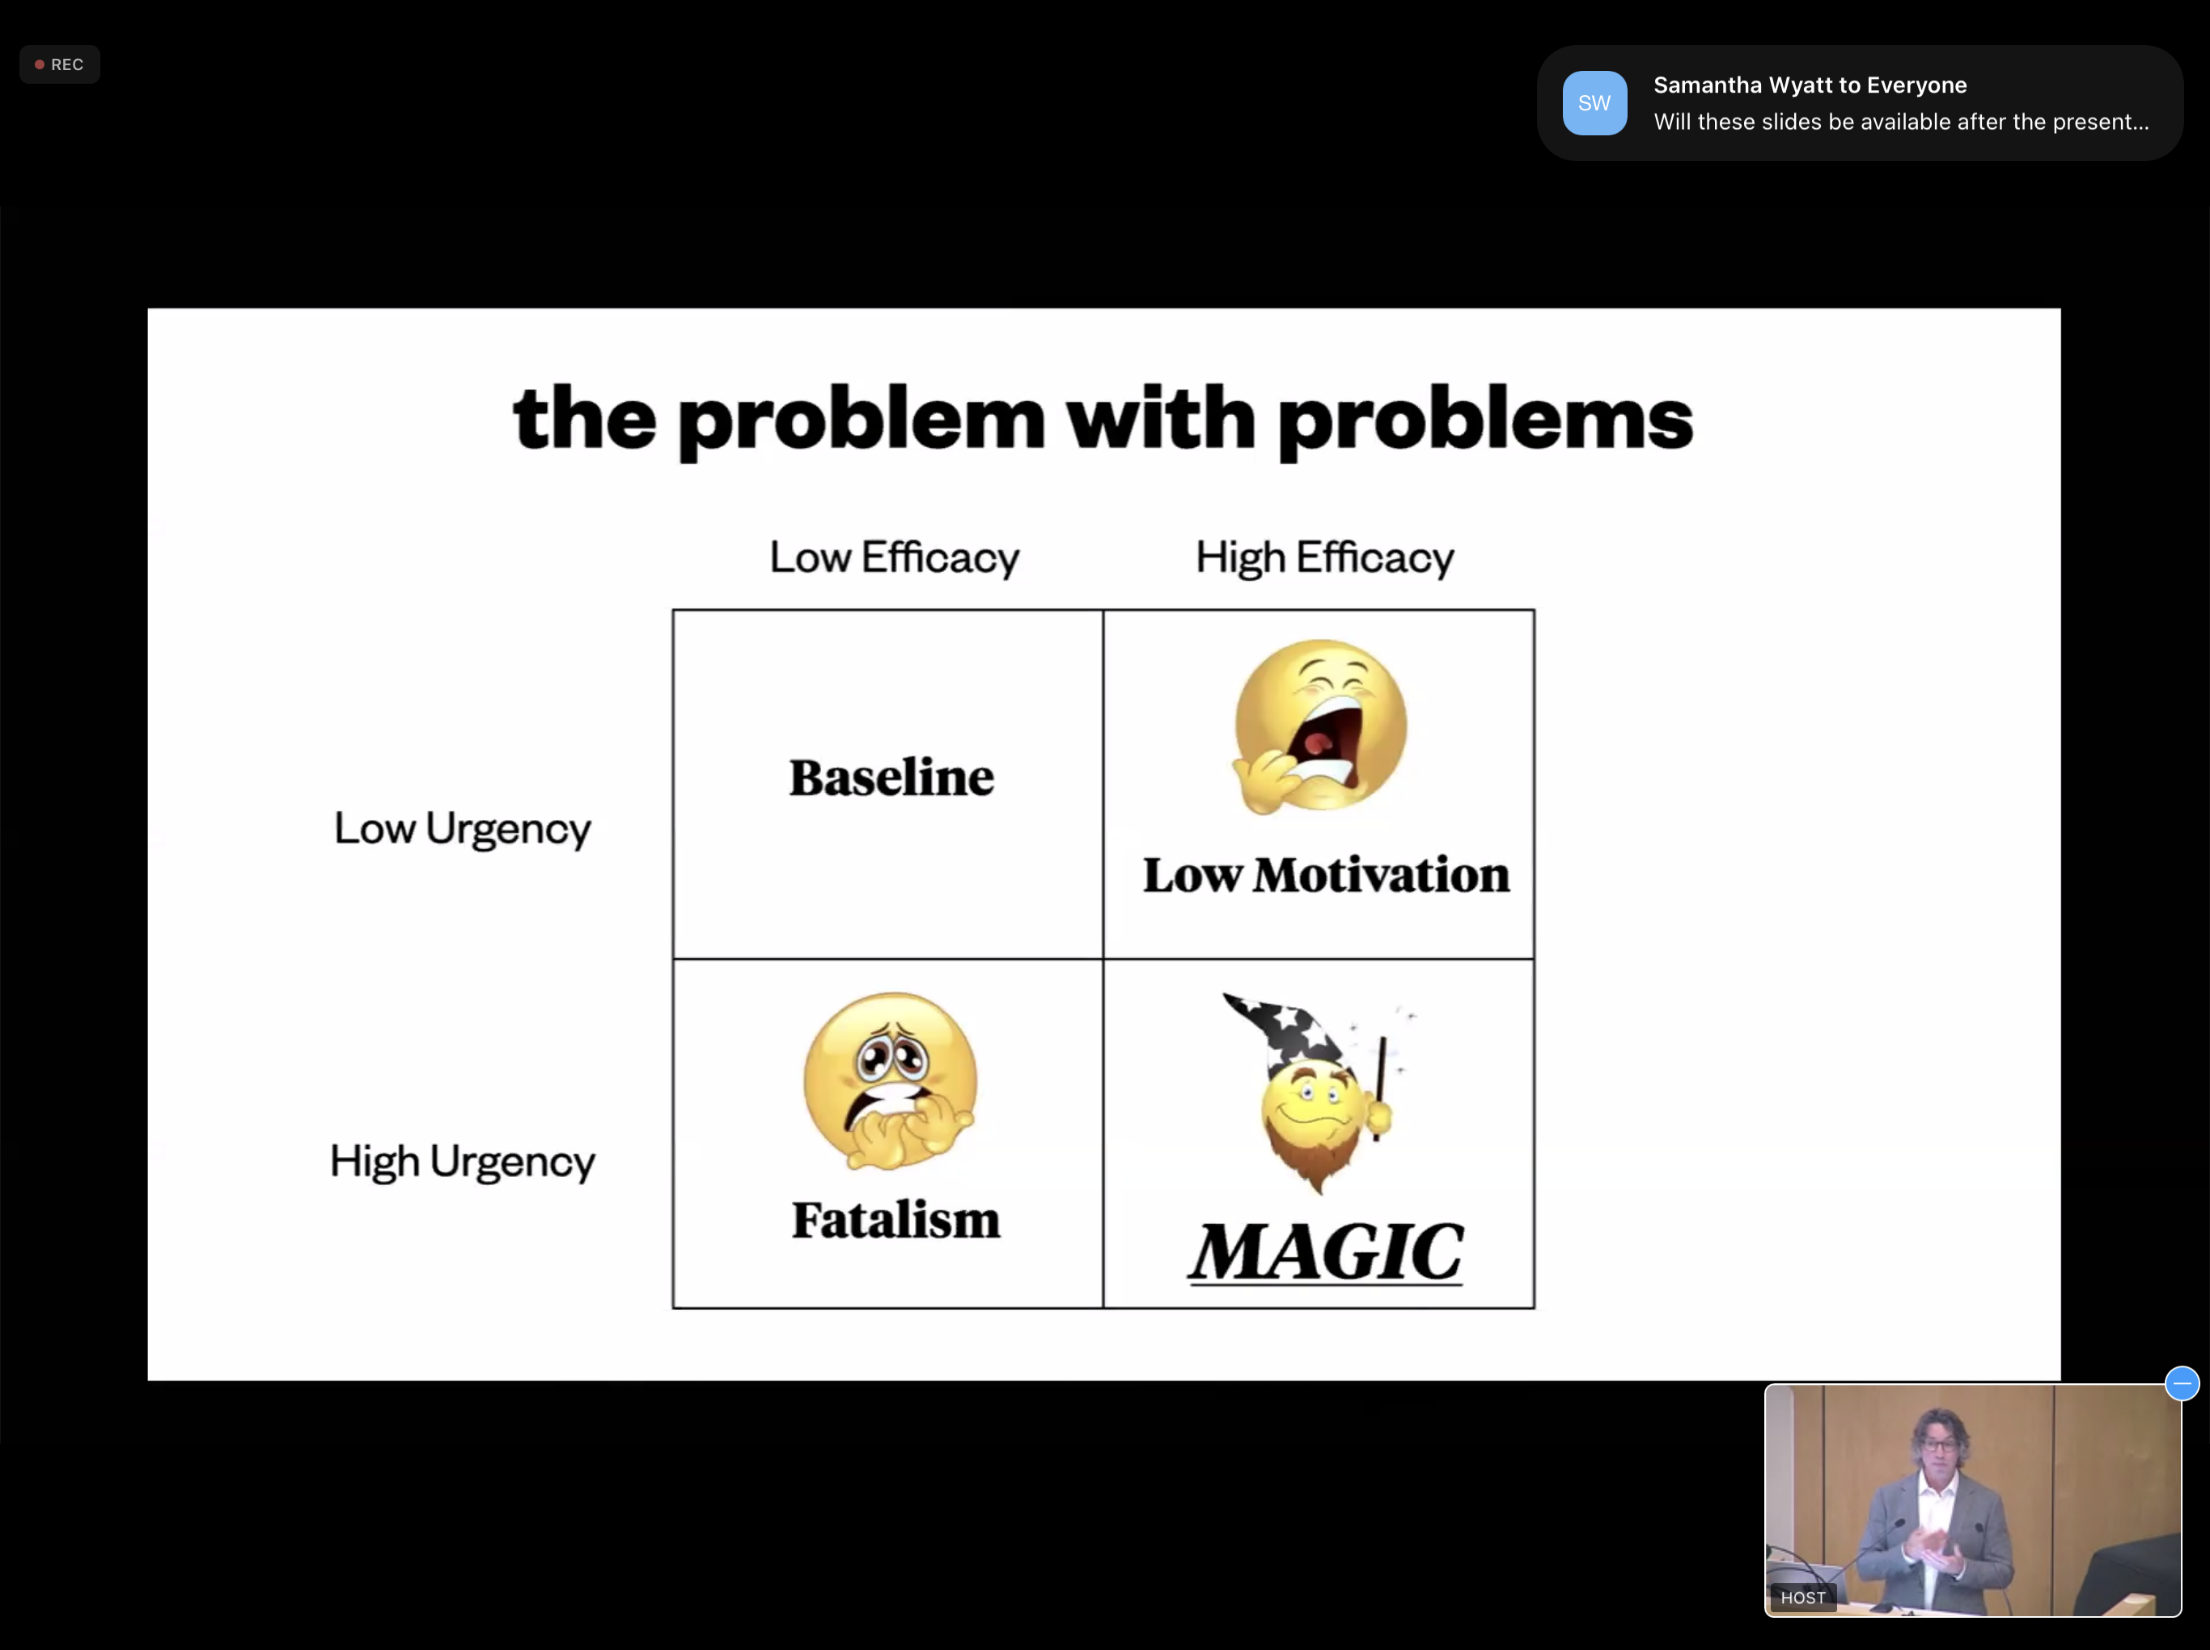 REC
SW
Samantha Wyatt to Everyone
Will these slides be available after the present...
the problem with problems
Low Efficacy
High Efficacy
Low Urgency
Baseline
Low Motivation
High Urgency
Fatalism
MAGIC
HOST